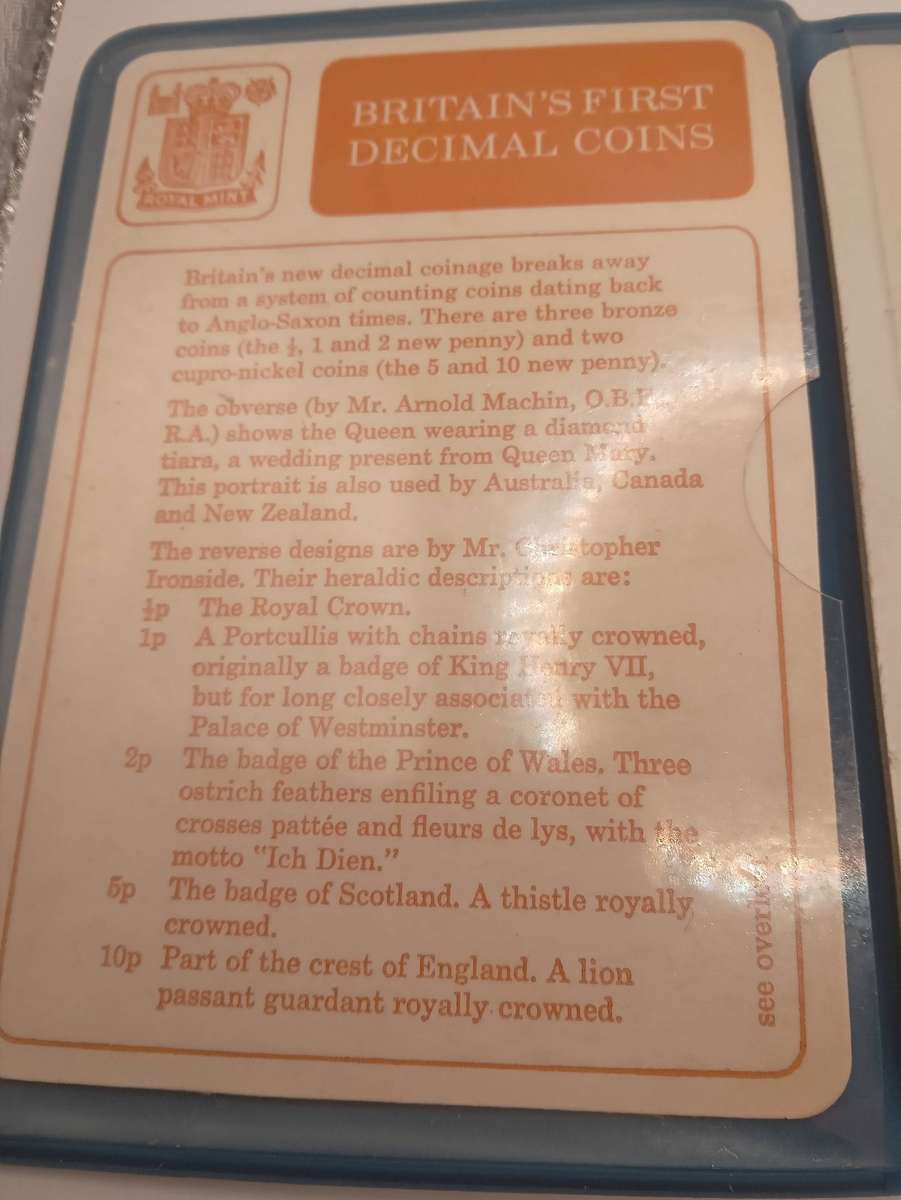 ROYAL MINT
BRITAIN'S FIRST
DECIMAL COINS
Britain's new decimal coinage breaks away
from a system of counting coins dating back
to Anglo-Saxon times. There are three bronze
coins (the ½, 1 and 2 new penny) and two
cupro-nickel coins (the 5 and 10 new penny).
The obverse (by Mr. Arnold Machin, O.B.E.,
R.A.) shows the Queen wearing a diamond
tiara, a wedding present from Queen Mary.
This portrait is also used by Australia, Canada
and New Zealand.
The reverse designs are by Mr. Christopher
Ironside. Their heraldic descriptions are:
½p The Royal Crown.
1p A Portcullis with chains royally crowned,
originally a badge of King Henry VII,
but for long closely associated with the
Palace of Westminster.
2p The badge of the Prince of Wales. Three
ostrich feathers enfiling a coronet of
crosses pattée and fleurs de lys, with the
motto "Ich Dien."
5p The badge of Scotland. A thistle royally
crowned.
10p Part of the crest of England. A lion
passant guardant royally crowned.
see